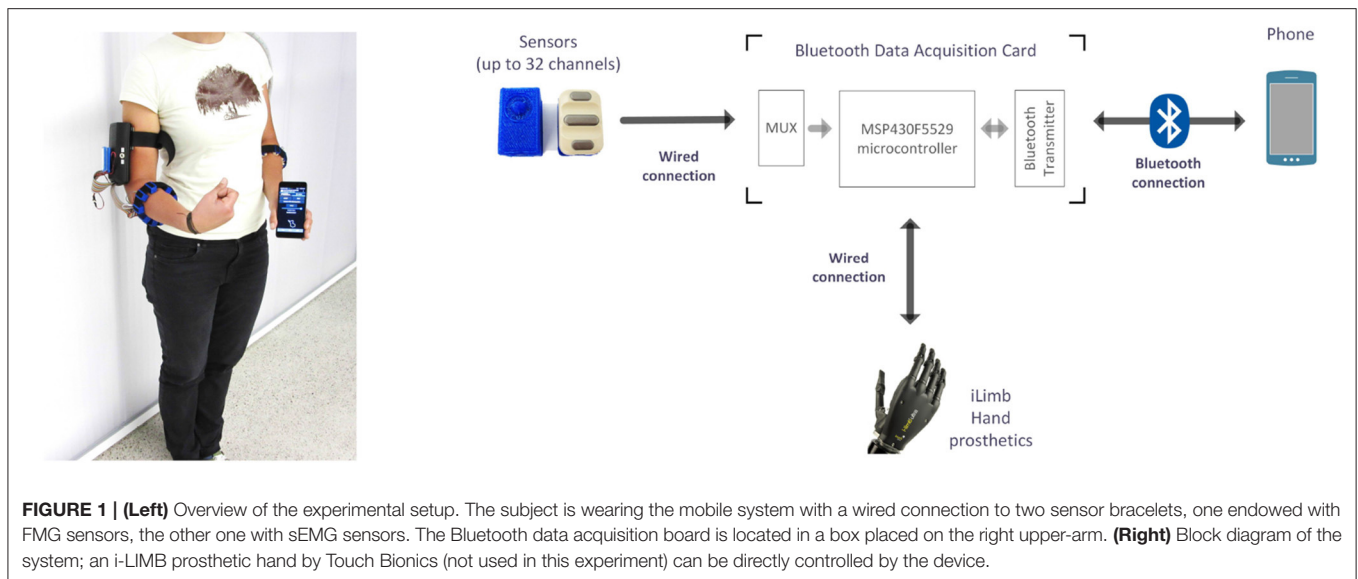 Sensors
(up to 32 channels)
Wired
connection
Bluetooth Data Acquisition Card
MUX
MSP430F5529
microcontroller
Bluetooth
Transmitter
Bluetooth
connection
Phone
Wired
connection
iLimb
Hand
prosthetics
FIGURE 1 | (Left) Overview of the experimental setup. The subject is wearing the mobile system with a wired connection to two sensor bracelets, one endowed with
FMG sensors, the other one with sEMG sensors. The Bluetooth data acquisition board is located in a box placed on the right upper-arm. (Right) Block diagram of the
system; an i-LIMB prosthetic hand by Touch Bionics (not used in this experiment) can be directly controlled by the device.